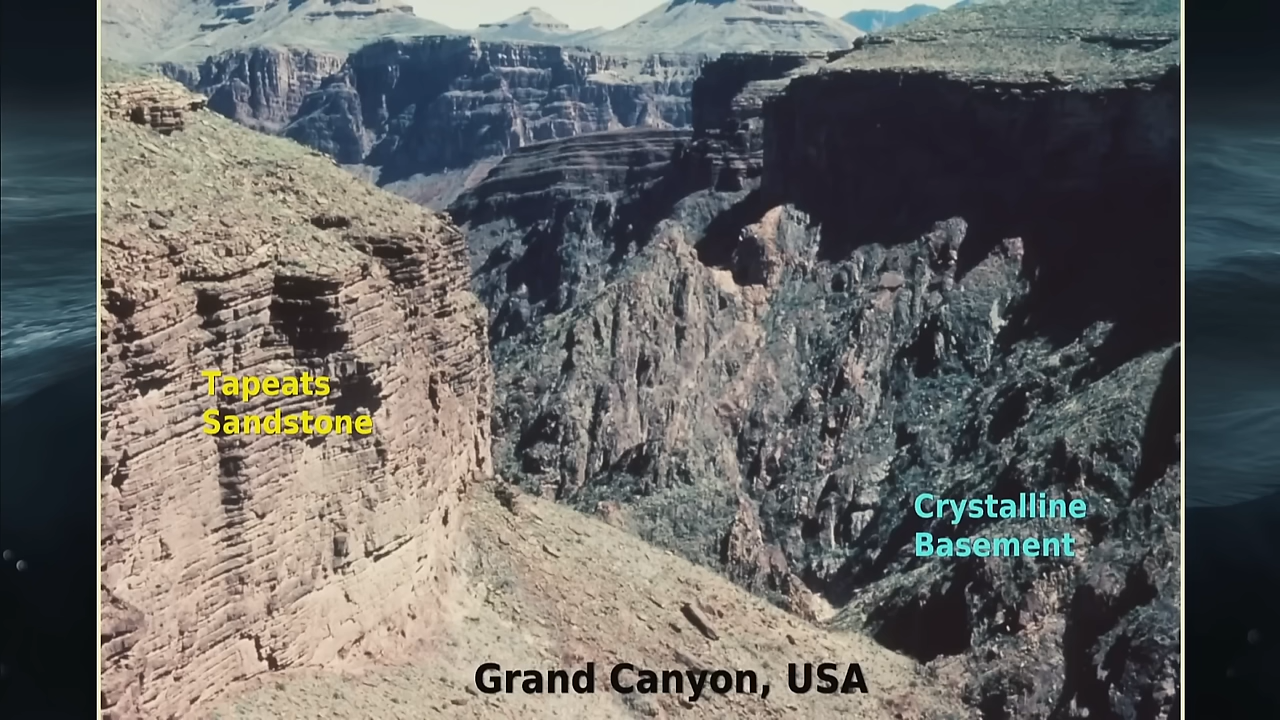 Tapeats
Sandstone
Crystalline
Basement
Grand Canyon, USA